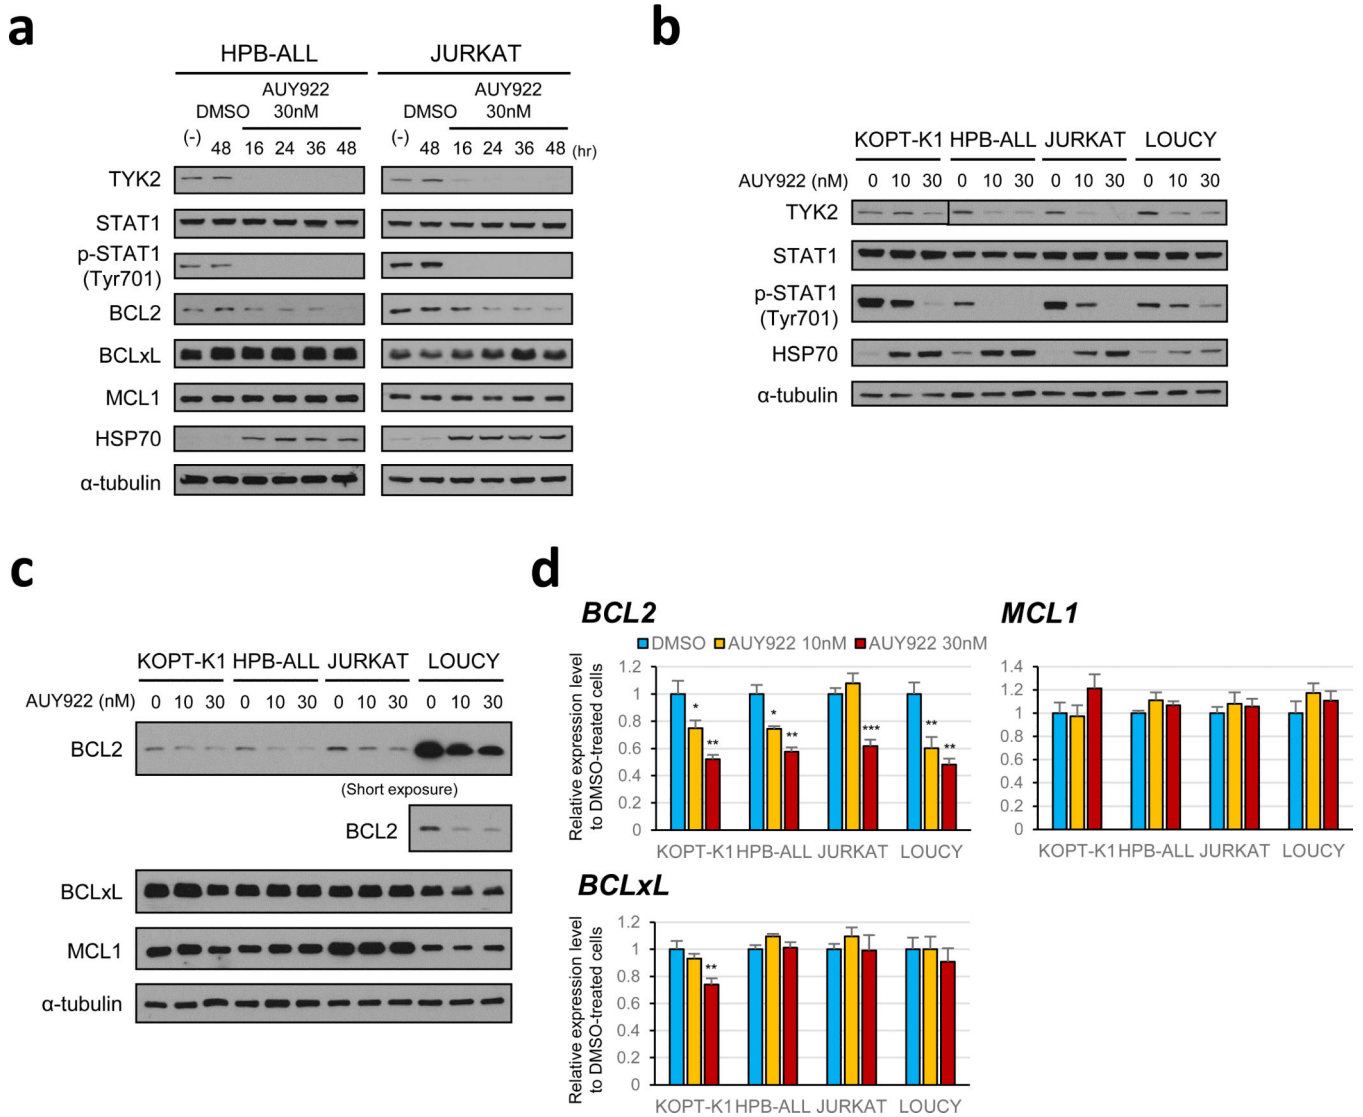 a
HPB-ALL JURKAT
AUY922 AUY922
DMSO 30nM DMSO 30nM
(-) 48 16 24 36 48 (-) 48 16 24 36 48 (hr)
TYK2
STAT1
p-STAT1
(Tyr701)
BCL2
BCLxL
MCL1
HSP70
α-tubulin
b
KOPT-K1 HPB-ALL JURKAT LOUCY
AUY922 (nM) 0 10 30 0 10 30 0 10 30 0 10 30
TYK2
STAT1
p-STAT1
(Tyr701)
HSP70
α-tubulin
c
KOPT-K1 HPB-ALL JURKAT LOUCY
AUY922 (nM) 0 10 30 0 10 30 0 10 30 0 10 30
BCL2
(Short exposure)
BCL2
BCLxL
MCL1
α-tubulin
d
BCL2
DMSO AUY922 10nM AUY922 30nM
Relative expression level
to DMSO-treated cells
1.2
1
0.8
0.6
0.4
0.2
0
* ** * ** *** ** **
KOPT-K1 HPB-ALL JURKAT LOUCY
MCL1
1.4
1.2
1
0.8
0.6
0.4
0.2
0
KOPT-K1 HPB-ALL JURKAT LOUCY
BCLxL
Relative expression level
to DMSO-treated cells
1.2
1
0.8
0.6
0.4
0.2
0
**
KOPT-K1 HPB-ALL JURKAT LOUCY